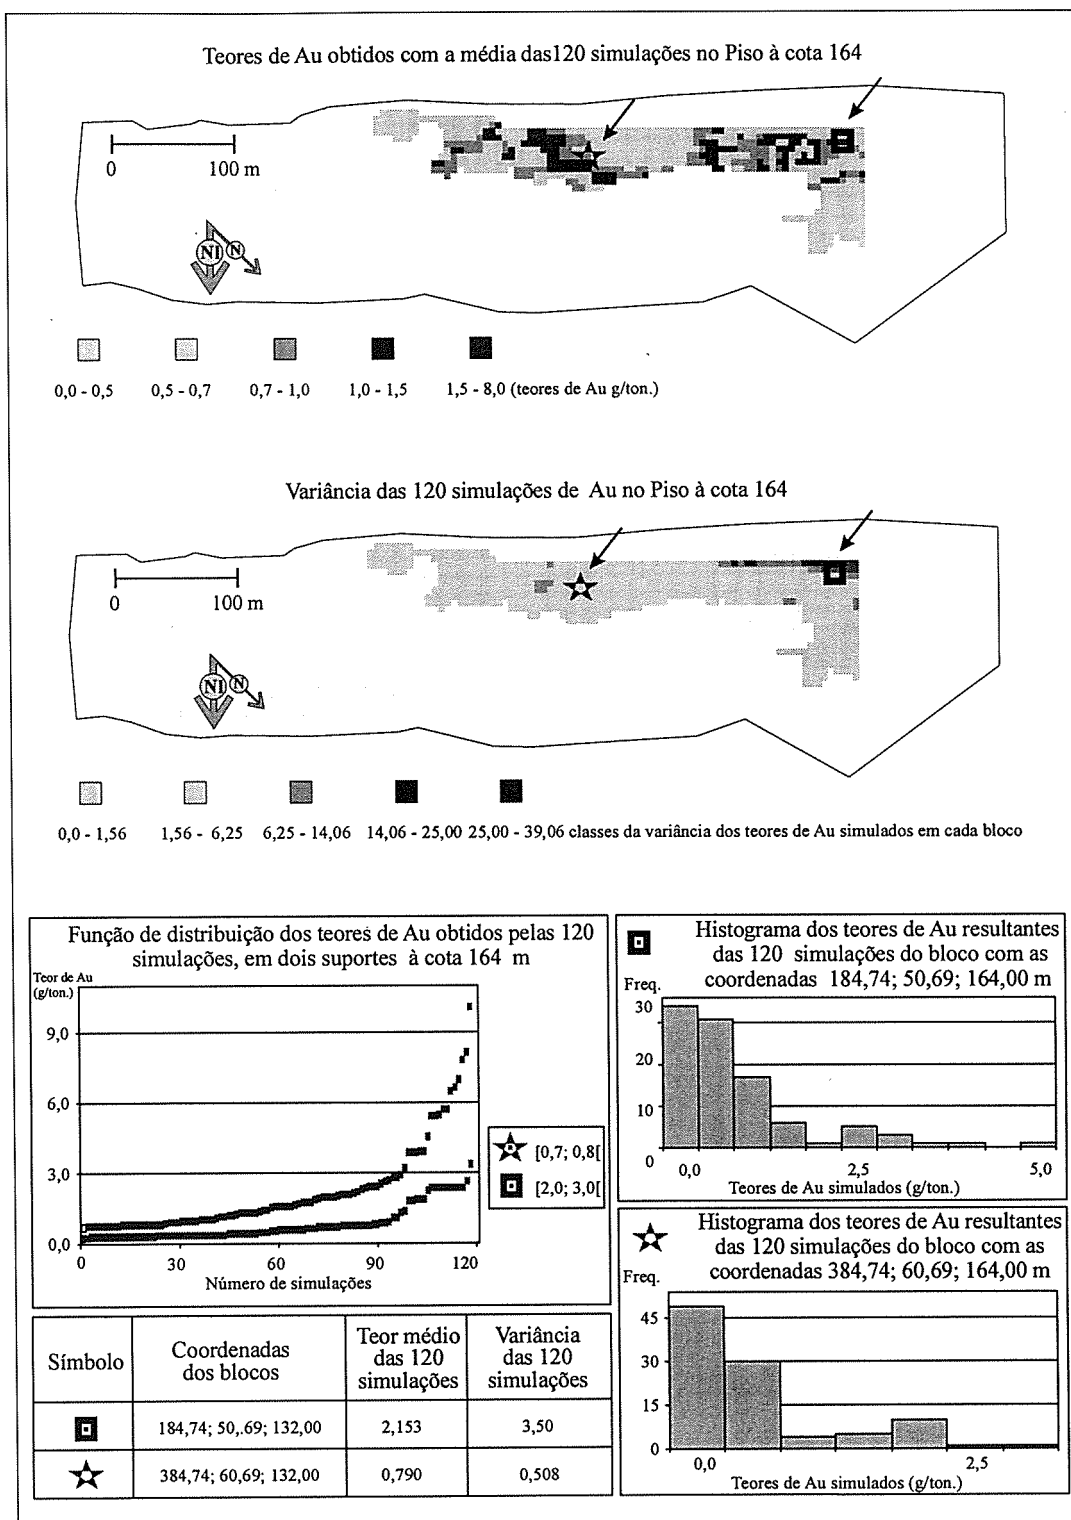 Teores de Au obtidos com a média das120 simulações no Piso à cota 164
0 100 m
NI N
0,0 - 0,5 0,5 - 0,7 0,7 - 1,0 1,0 - 1,5 1,5 - 8,0 (teores de Au g/ton.)
Variância das 120 simulações de Au no Piso à cota 164
0 100 m
NI N
0,0 - 1,56 1,56 - 6,25 6,25 - 14,06 14,06 - 25,00 25,00 - 39,06 classes da variância dos teores de Au simulados em cada bloco
Função de distribuição dos teores de Au obtidos pelas 120
simulações, em dois suportes à cota 164 m
Teor de Au
(g/ton.)
9,0
6,0
3,0
0,0
0 30 60 90 120
Número de simulações
[0,7; 0,8[
[2,0; 3,0[
Histograma dos teores de Au resultantes
das 120 simulações do bloco com as
coordenadas 184,74; 50,69; 164,00 m
Freq.
30
20
10
0
0,0 2,5 5,0
Teores de Au simulados (g/ton.)
Histograma dos teores de Au resultantes
das 120 simulações do bloco com as
coordenadas 384,74; 60,69; 164,00 m
Freq.
45
30
15
0
0,0 2,5
Teores de Au simulados (g/ton.)
Símbolo
Coordenadas
dos blocos
Teor médio
das 120
simulações
Variância
das 120
simulações
184,74; 50,.69; 132,00 2,153 3,50
384,74; 60,69; 132,00 0,790 0,508